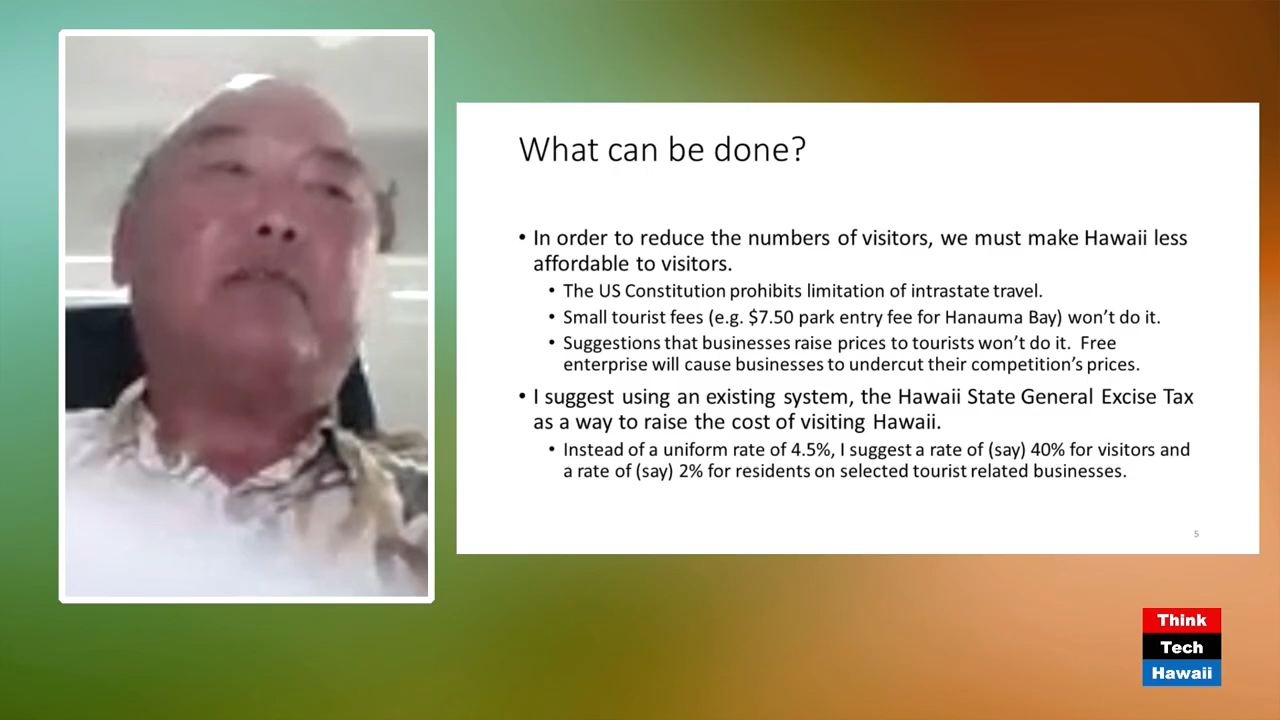 What can be done?
• In order to reduce the numbers of visitors, we must make Hawaii less
affordable to visitors.
• The US Constitution prohibits limitation of intrastate travel.
• Small tourist fees (e.g. $7.50 park entry fee for Hanauma Bay) won't do it.
• Suggestions that businesses raise prices to tourists won't do it. Free
enterprise will cause businesses to undercut their competition's prices.
• I suggest using an existing system, the Hawaii State General Excise Tax
as a way to raise the cost of visiting Hawaii.
• Instead of a uniform rate of 4.5%, I suggest a rate of (say) 40% for visitors and
a rate of (say) 2% for residents on selected tourist related businesses.
5
Think
Tech
Hawaii